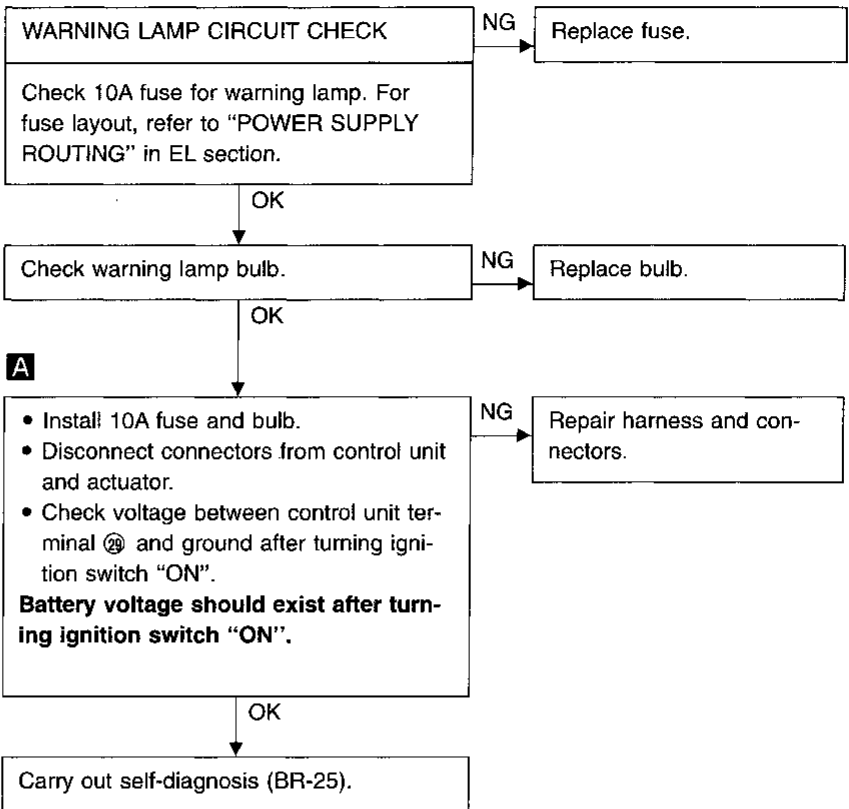 WARNING LAMP CIRCUIT CHECK
NG
Replace fuse.
Check 10A fuse for warning lamp. For
fuse layout, refer to “POWER SUPPLY
ROUTING” in EL section.
OK
Check warning lamp bulb.
NG
Replace bulb.
OK
A
• Install 10A fuse and bulb.
• Disconnect connectors from control unit
and actuator.
• Check voltage between control unit ter-
minal ㉙ and ground after turning igni-
tion switch “ON”.
Battery voltage should exist after turn-
ing ignition switch “ON”.
NG
Repair harness and con-
nectors.
OK
Carry out self-diagnosis (BR-25).